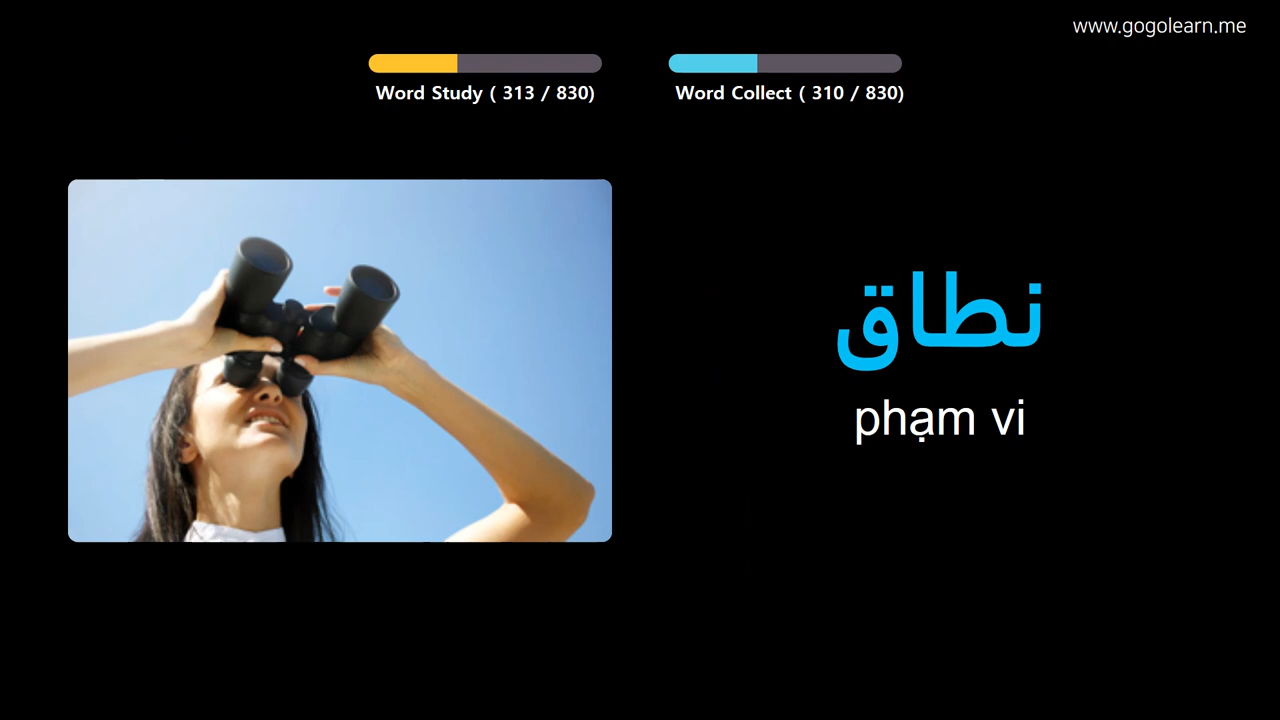 www.gogolearn.me
Word Study ( 313 / 830)
Word Collect ( 310 / 830)
نطاق
phạm vi